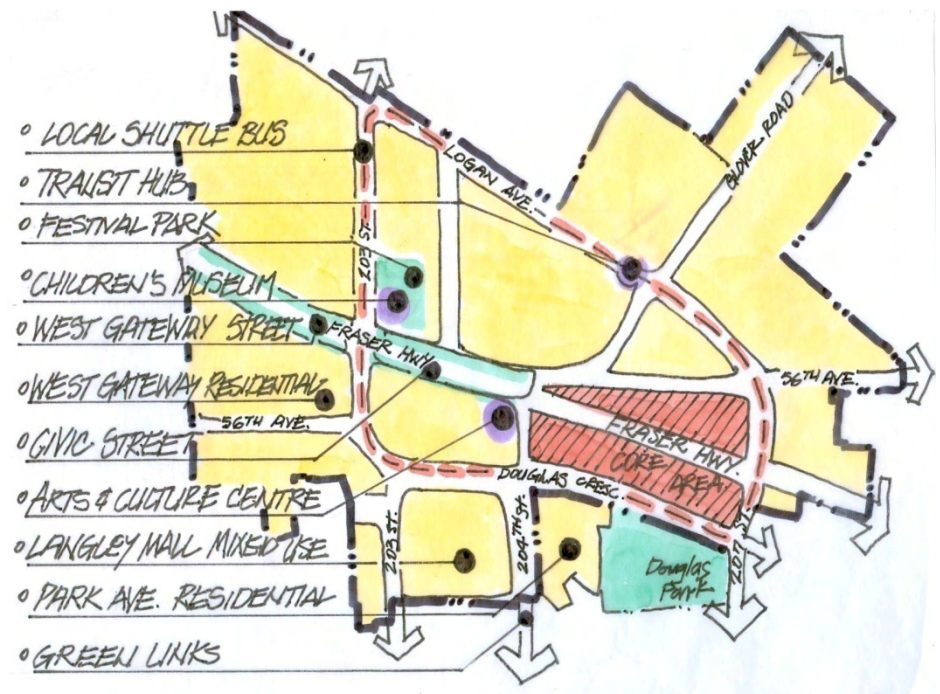 ° LOCAL SHUTTLE BUS
° TRANSIT HUB
° FESTIVAL PARK
° CHILDREN'S MUSEUM
° WEST GATEWAY STREET
° WEST GATEWAY RESIDENTIAL
° CIVIC STREET
° ARTS & CULTURE CENTRE
° LANGLEY MALL MIXED USE
° PARK AVE. RESIDENTIAL
° GREEN LINKS
LOGAN AVE.
GLOVER ROAD
203 ST.
FRASER HWY
56TH AVE.
56TH AVE.
FRASER HWY
CORE AREA
DOUGLAS CRESC.
203 ST.
204TH ST.
Douglas
Park
207TH ST.